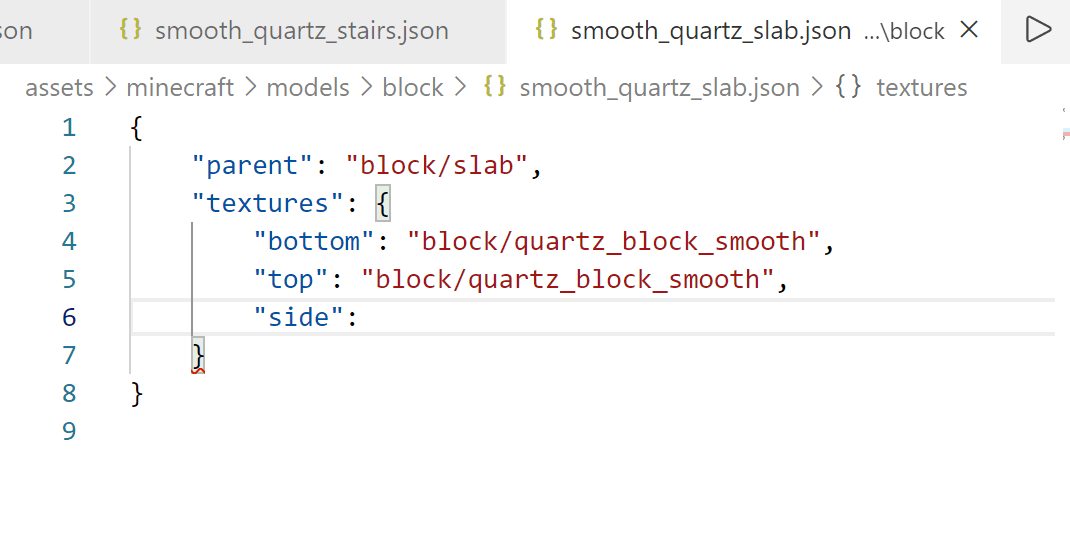 son {} smooth_quartz_stairs.json {} smooth_quartz_slab.json ...\block
assets > minecraft > models > block > {} smooth_quartz_slab.json > {} textures
1 {
2 "parent": "block/slab",
3 "textures": {
4 "bottom": "block/quartz_block_smooth",
5 "top": "block/quartz_block_smooth",
6 "side":
7 }
8 }
9